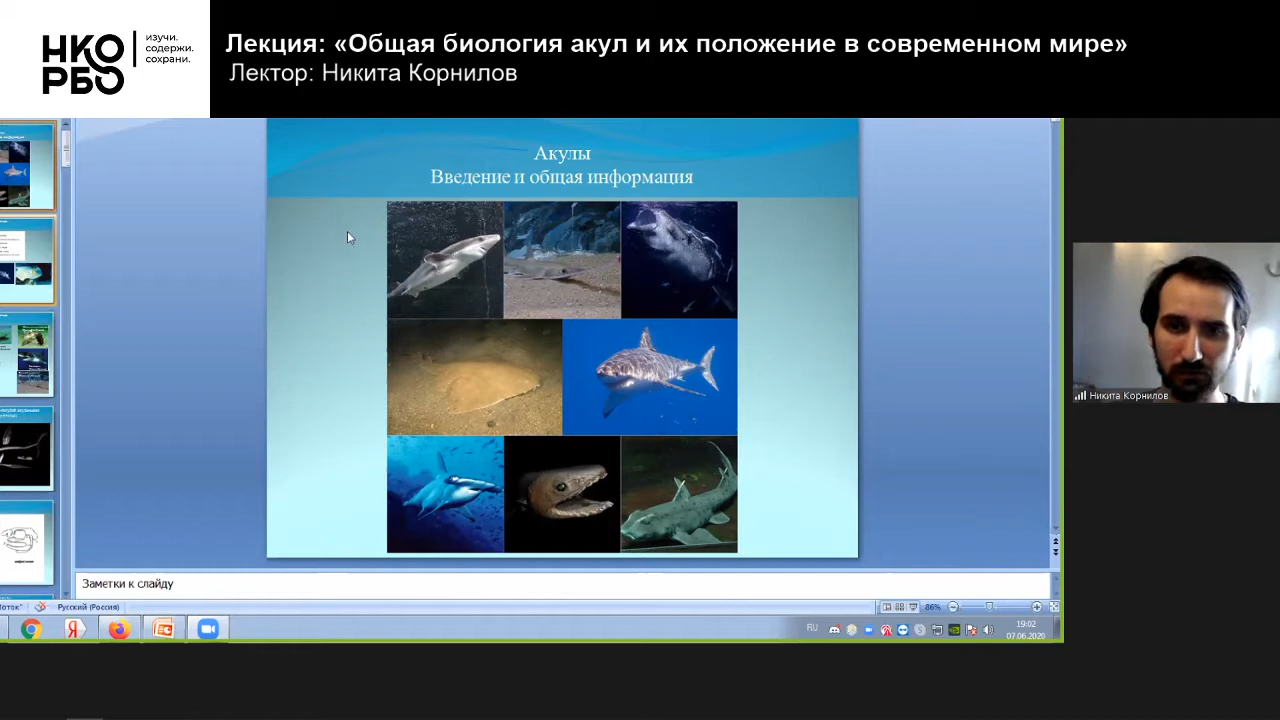 НКО
РБО
изучи.
содержи.
сохрани.
Лекция: «Общая биология акул и их положение в современном мире»
Лектор: Никита Корнилов
Акулы
Введение и общая информация
Никита Корнилов
Заметки к слайду
Русский (Россия)
86%
RU
19:02
07.06.2020